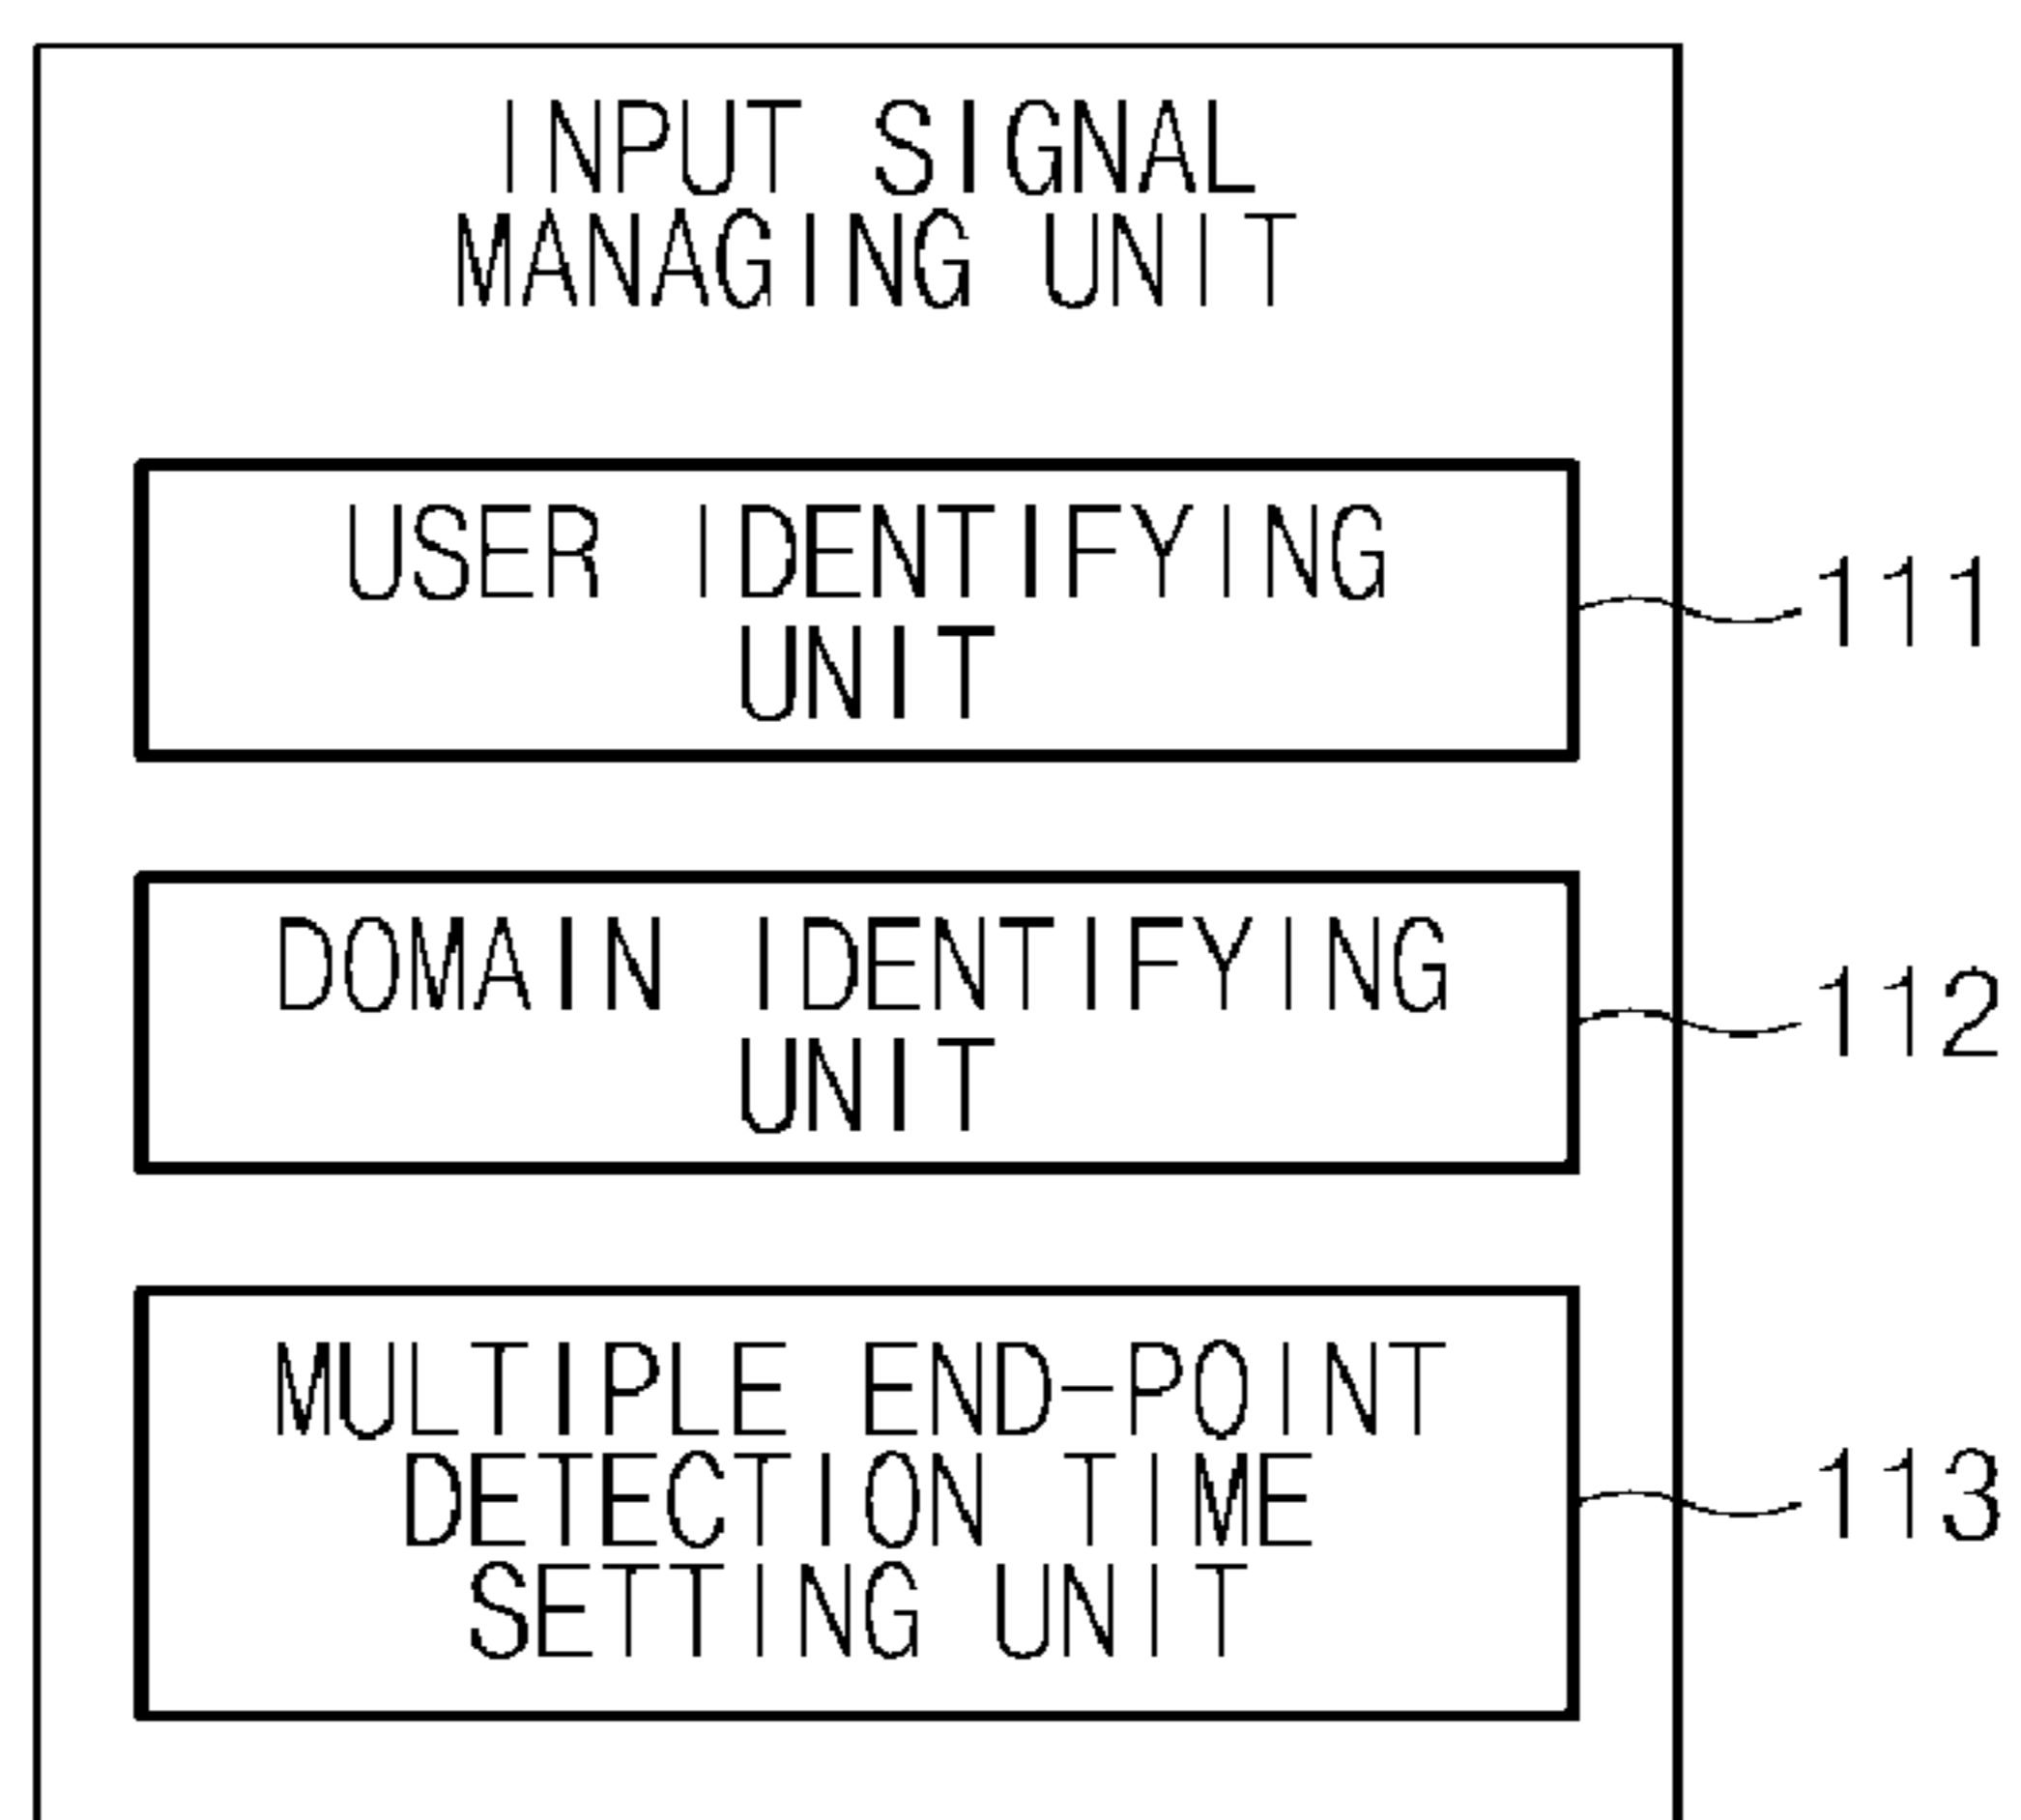 INPUT SIGNAL
MANAGING UNIT
USER IDENTIFYING
UNIT
111
DOMAIN IDENTIFYING
UNIT
112
MULTIPLE END-POINT
DETECTION TIME
SETTING UNIT
113